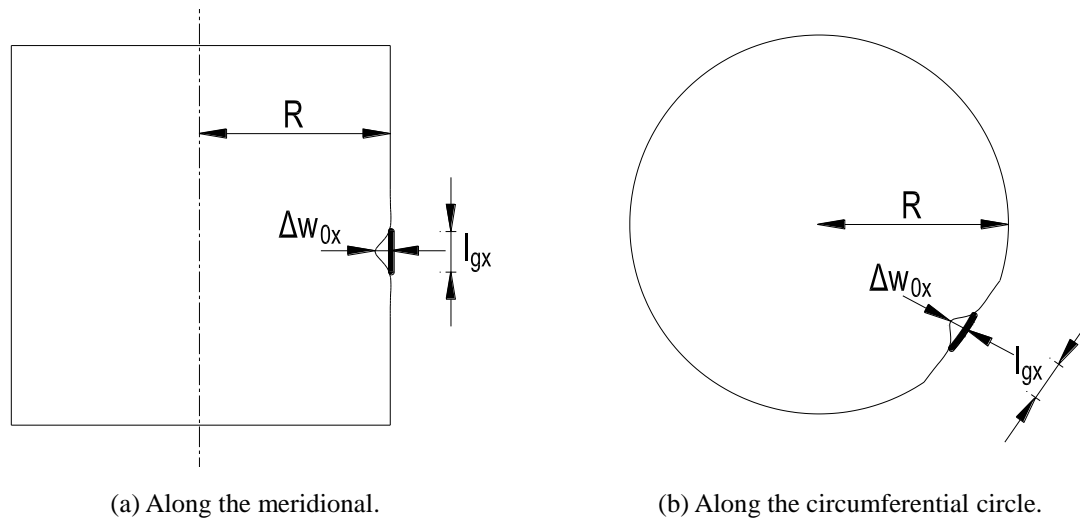 R
Δw0x
lgx
R
Δw0x
lgx
(a) Along the meridional.
(b) Along the circumferential circle.